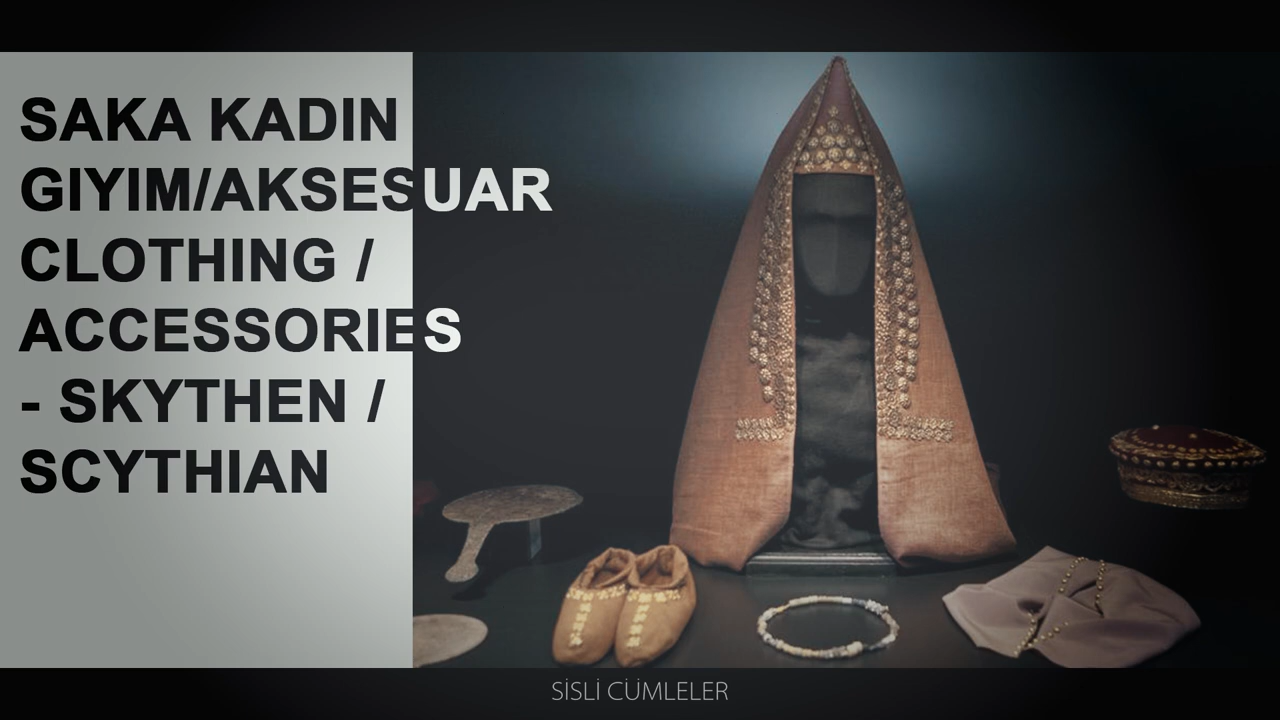 SAKA KADIN
GIYIM/AKSESUAR
CLOTHING /
ACCESSORIES
- SKYTHEN /
SCYTHIAN
SİSLİ CÜMLELER